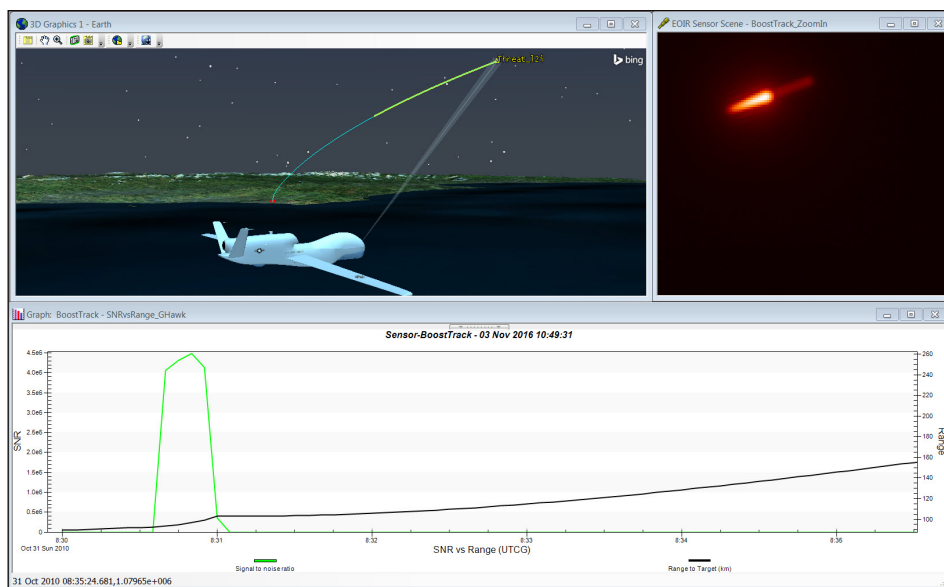 3D Graphics 1 - Earth
Threat_123
bing
EOIR Sensor Scene - BoostTrack_ZoomIn
Graph: BoostTrack - SNRvsRange_GHawk
Sensor-BoostTrack - 03 Nov 2016 10:49:31
4.5e6
4.0e6
3.5e6
3.0e6
2.5e6
2.0e6
1.5e6
1.0e6
0.5e6
0
SNR
260
240
220
200
180
160
140
120
100
Range
8:30 8:31 8:32 8:33 8:34 8:36
Oct 31 Sun 2010
SNR vs Range (UTCG)
Signal to noise ratio
Range to Target (km)
31 Oct 2010 08:35:24.681,1.07965e+006